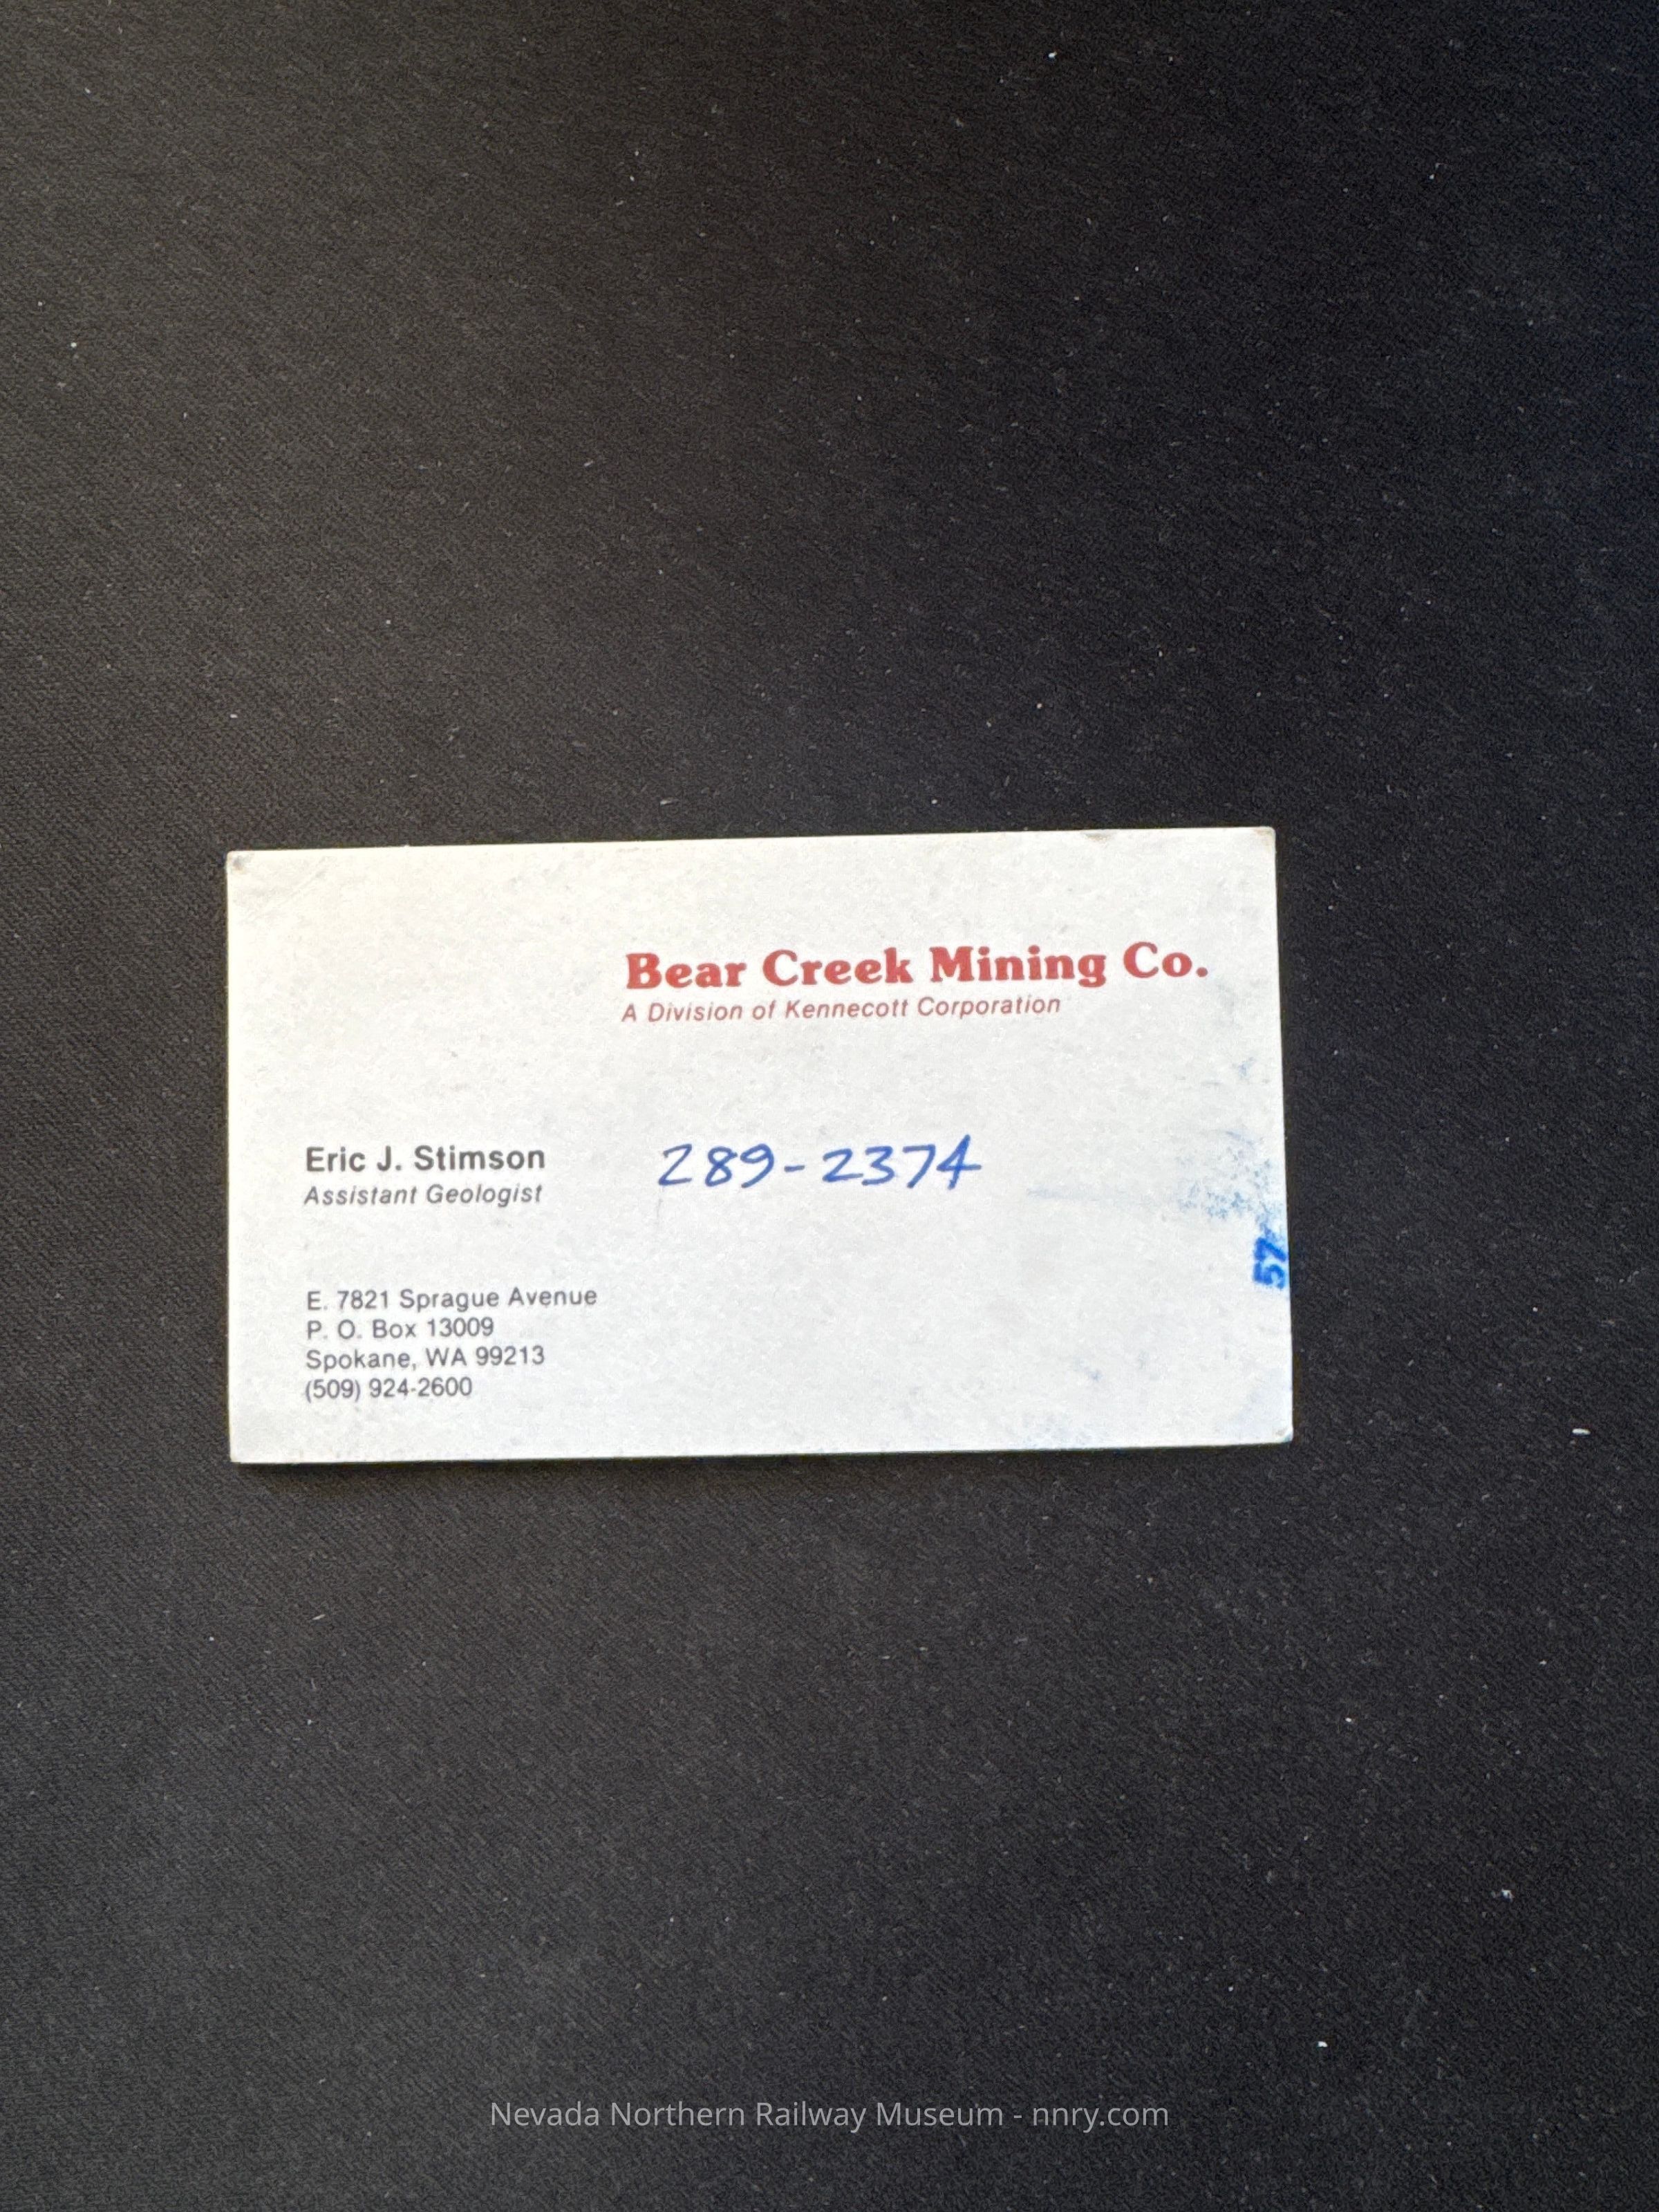 Bear Creek Mining Co.
A Division of Kennecott Corporation
Eric J. Stimson
Assistant Geologist
289-2374
57
E. 7821 Sprague Avenue
P. O. Box 13009
Spokane, WA 99213
(509) 924-2600
Nevada Northern Railway Museum - nnry.com